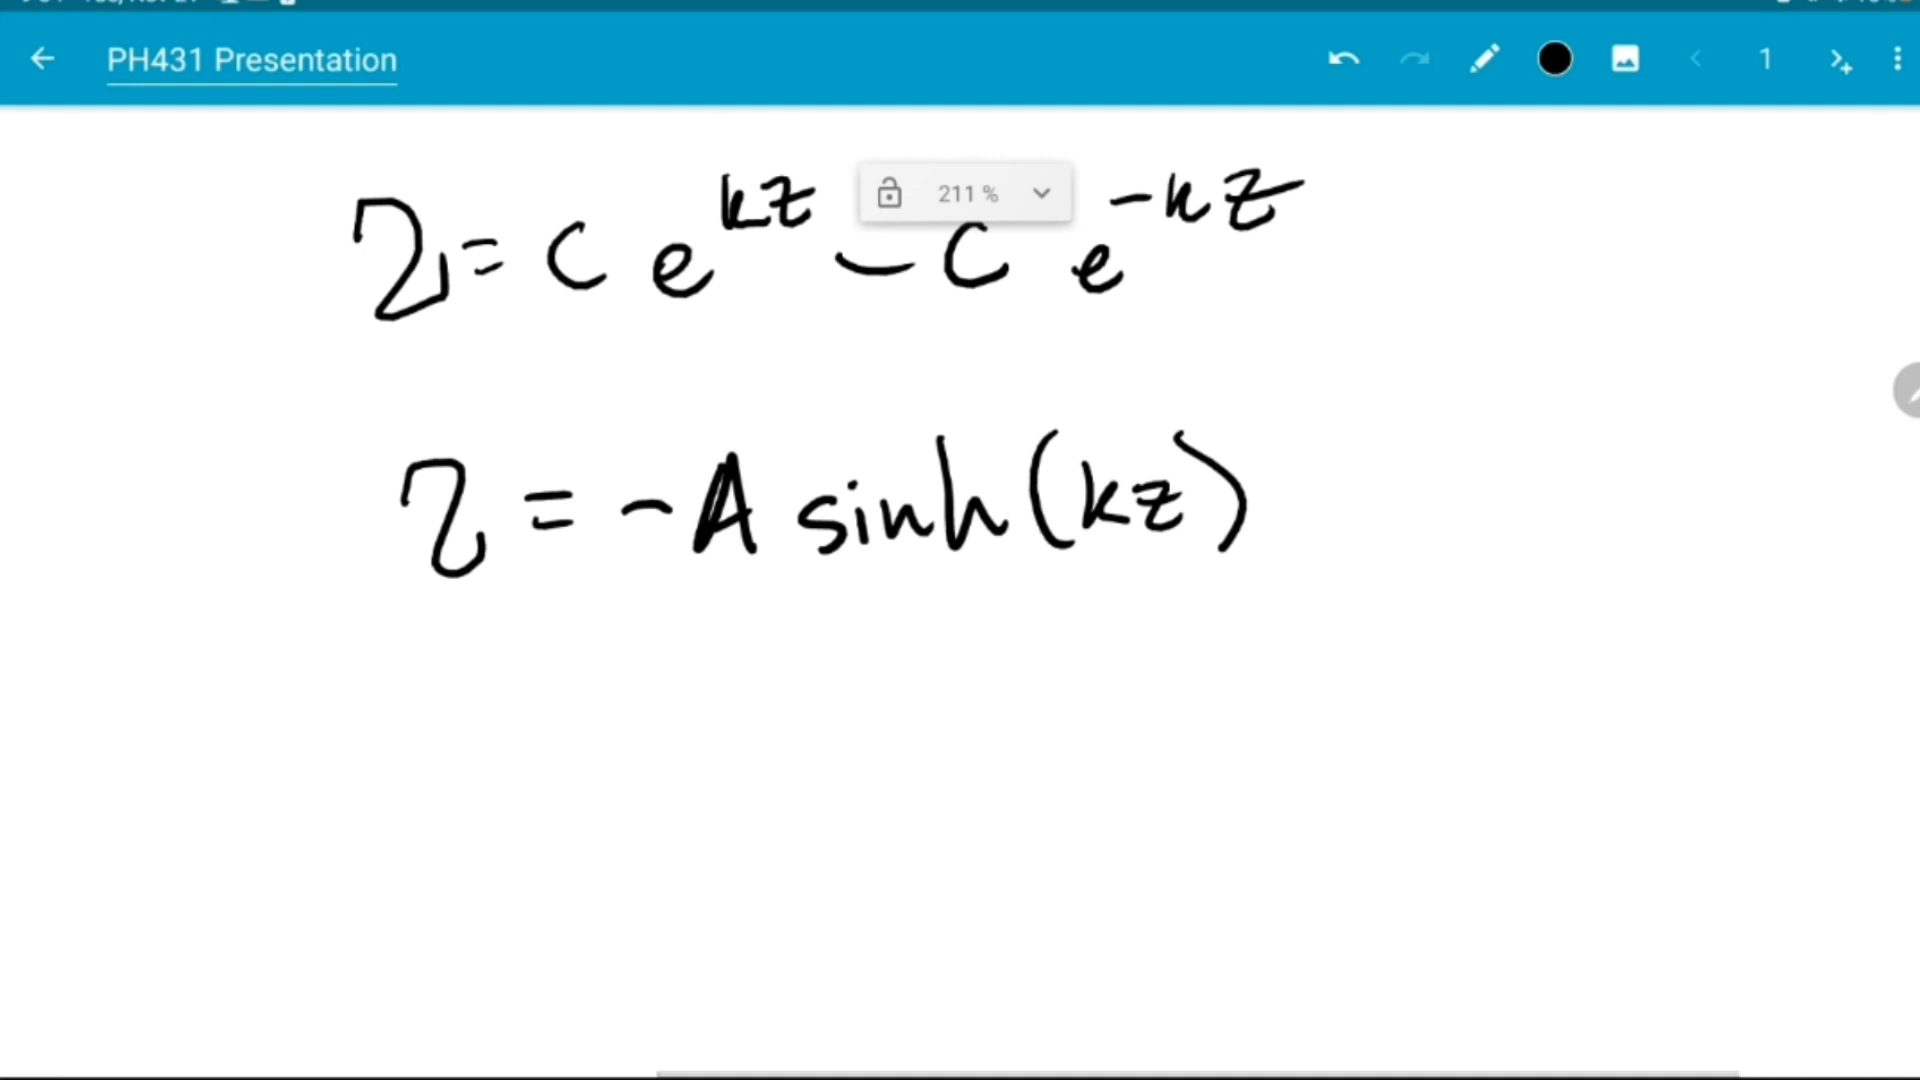 PH431 Presentation 1
211 %
Z = C e^{kz} - C e^{-kz}
Z = - A sinh(kz)